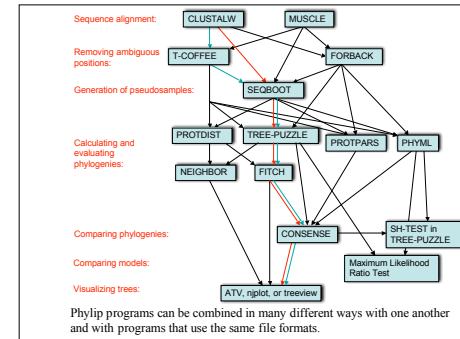 Sequence alignment:
CLUSTALW
MUSCLE
Removing ambiguous
positions:
T-COFFEE
FORBACK
Generation of pseudosamples:
SEQBOOT
Calculating and
evaluating
phylogenies:
PROTDIST
TREE-PUZZLE
PROTPARS
PHYML
NEIGHBOR
FITCH
Comparing phylogenies:
CONSENSE
SH-TEST in
TREE-PUZZLE
Comparing models:
Maximum Likelihood
Ratio Test
Visualizing trees:
ATV, njplot, or treeview
Phylip programs can be combined in many different ways with one another
and with programs that use the same file formats.